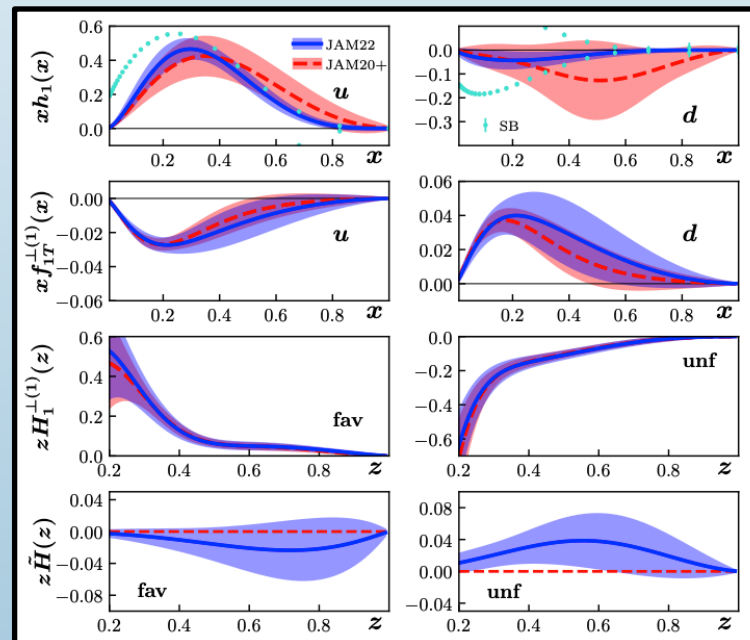 xh₁(x)
0.6
0.4
0.2
0.0
JAM22
JAM20+
u
0.2 0.4 0.6 0.8 x
0.0
−0.1
−0.2
−0.3
SB
d
0.2 0.4 0.6 0.8 x
xf₁T^⊥(1)(x)
0.00
−0.02
−0.04
−0.06
u
0.2 0.4 0.6 0.8 x
0.06
0.04
0.02
0.00
d
0.2 0.4 0.6 0.8 x
zH₁^⊥(1)(z)
0.6
0.4
0.2
0.0
fav
0.2 0.4 0.6 0.8 z
0.0
−0.2
−0.4
−0.6
unf
0.2 0.4 0.6 0.8 z
zH̃(z)
0.04
0.00
−0.04
−0.08
fav
0.2 0.4 0.6 0.8 z
0.08
0.04
0.00
−0.04
unf
0.2 0.4 0.6 0.8 z